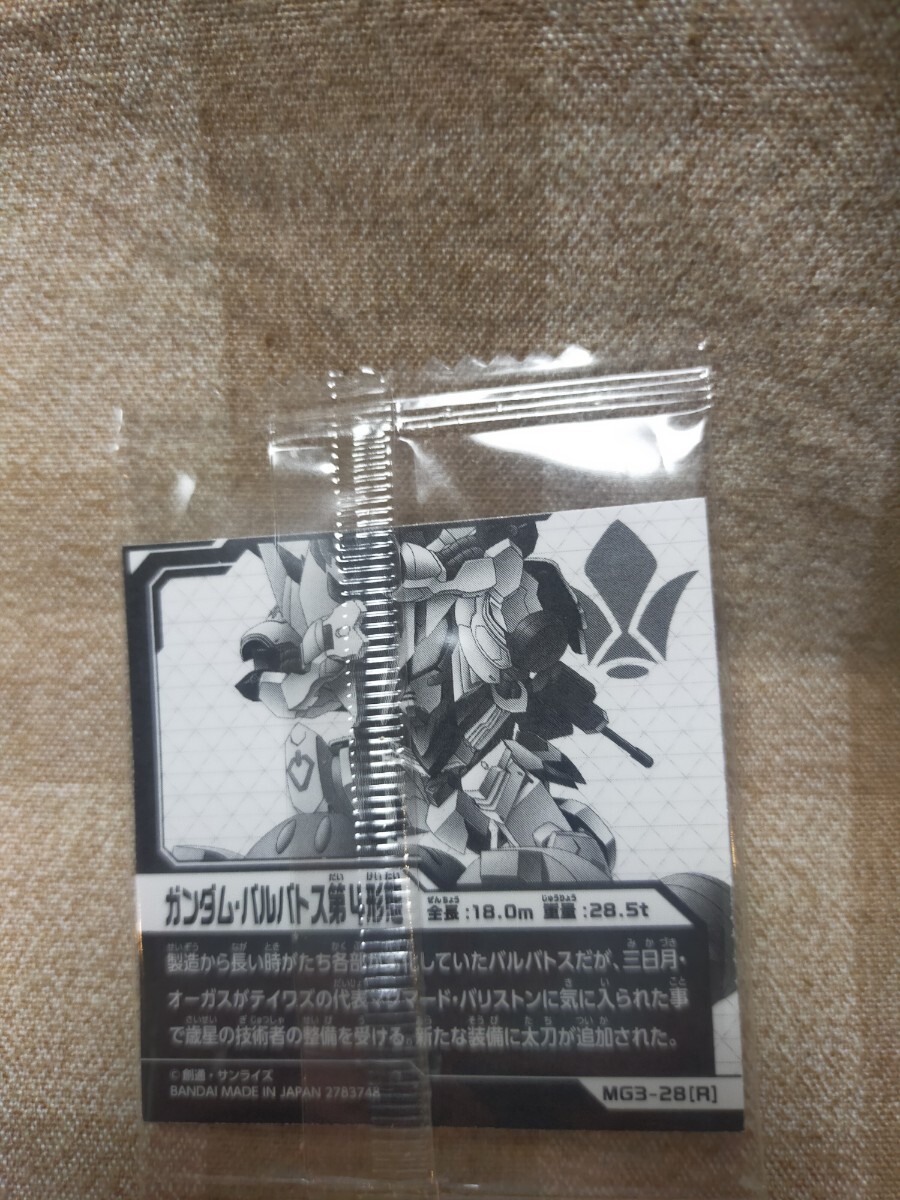 ガンダム・バルバトス第4形態
全長:18.0m 重量:28.5t
製造から長い時がたち各部が劣化していたバルバトスだが、三日月・
オーガスがテイワズの代表マクマード・バリストンに気に入られた事
で歳星の技術者の整備を受ける。新たな装備に太刀が追加された。
©創通・サンライズ
BANDAI MADE IN JAPAN 2783748
MG3-28[R]